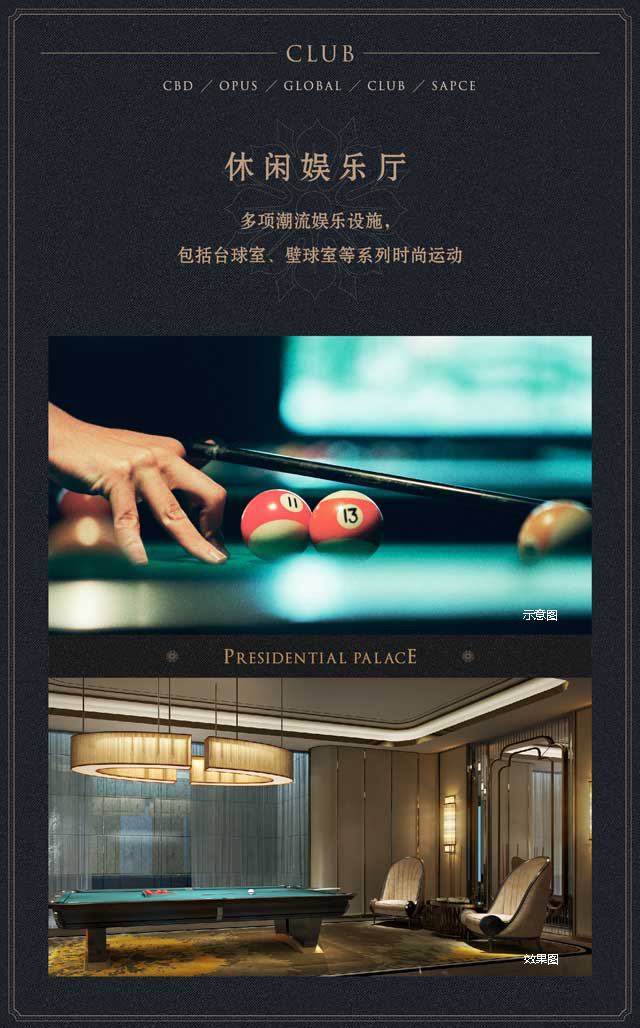 CLUB
CBD ／ OPUS ／ GLOBAL ／ CLUB ／ SAPCE
休闲娱乐厅
多项潮流娱乐设施，
包括台球室、壁球室等系列时尚运动
11
13
示意图
PRESIDENTIAL PALACE
效果图